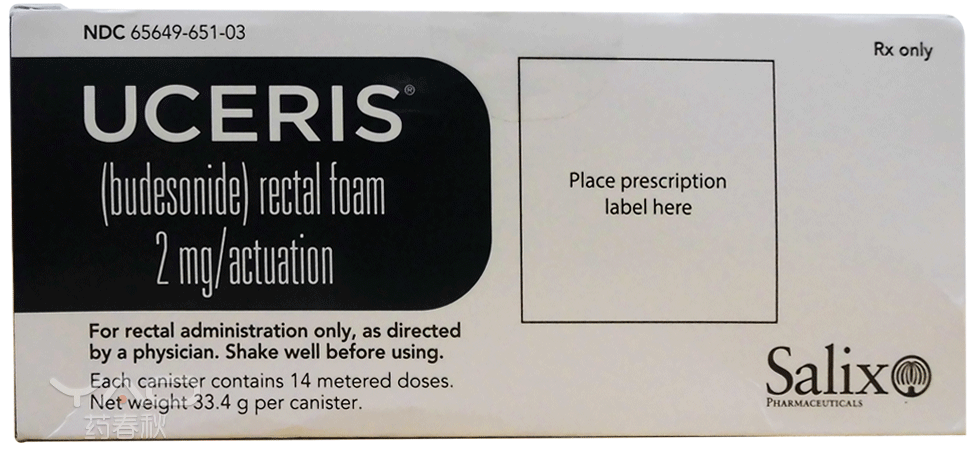 NDC 65649-651-03
Rx only
UCERIS®
(budesonide) rectal foam
2 mg/actuation
Place prescription
label here
For rectal administration only, as directed
by a physician. Shake well before using.
Each canister contains 14 metered doses.
Net weight 33.4 g per canister.
Salix
PHARMACEUTICALS
药春秋